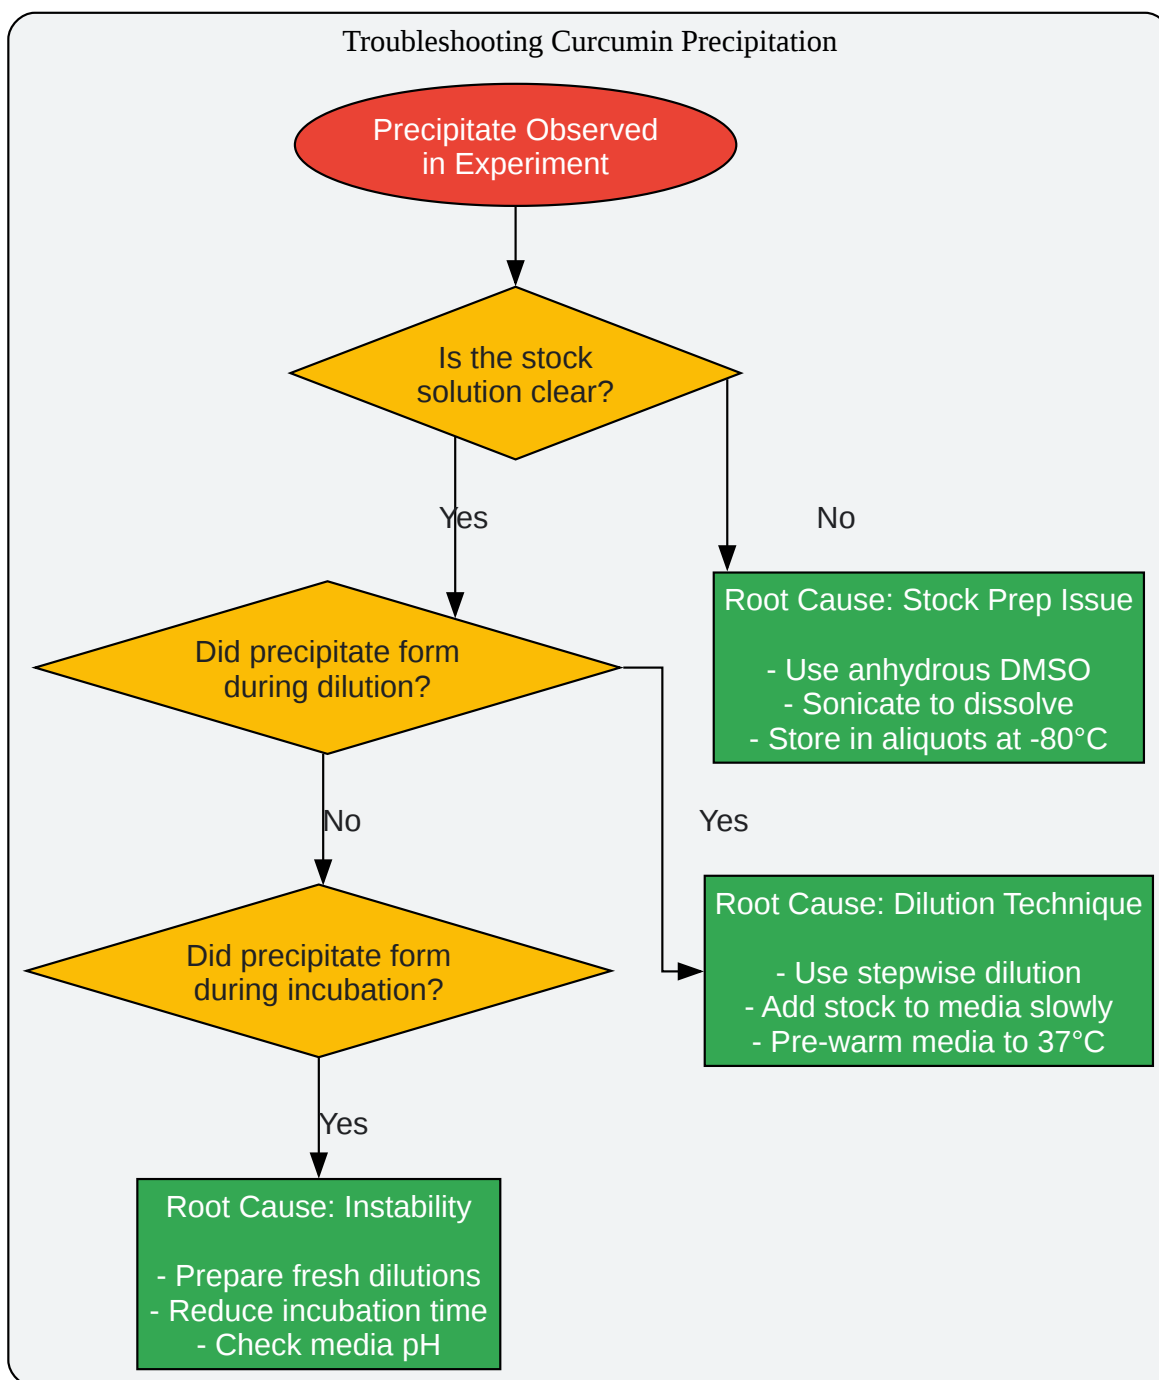 Troubleshooting Curcumin Precipitation
Precipitate Observed
in Experiment
Is the stock
solution clear?
Yes
No
Root Cause: Stock Prep Issue
- Use anhydrous DMSO
- Sonicate to dissolve
- Store in aliquots at -80°C
Did precipitate form
during dilution?
No
Yes
Root Cause: Dilution Technique
- Use stepwise dilution
- Add stock to media slowly
- Pre-warm media to 37°C
Did precipitate form
during incubation?
Yes
Root Cause: Instability
- Prepare fresh dilutions
- Reduce incubation time
- Check media pH